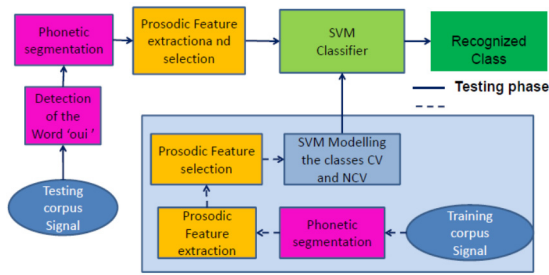 Phonetic
segmentation
Prosodic Feature
extractiona nd
selection
SVM
Classifier
Recognized
Class
Testing phase
Detection
of the
Word 'oui '
Testing
corpus
Signal
Prosodic Feature
selection
SVM Modelling
the classes CV
and NCV
Prosodic
Feature
extraction
Phonetic
segmentation
Training
corpus
Signal